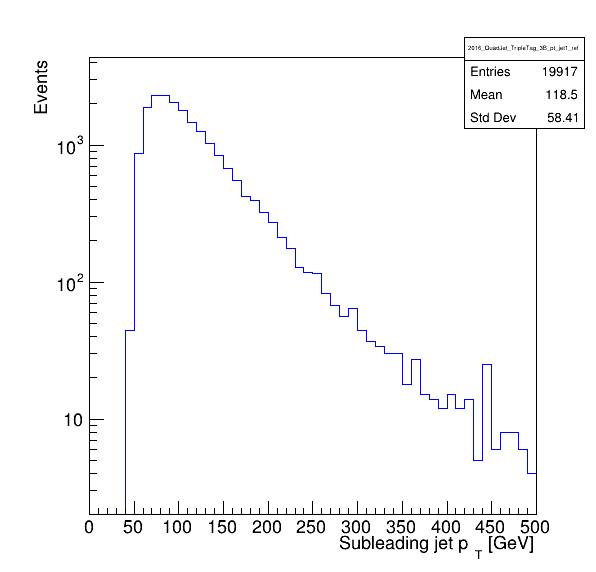 2016_QuadJet_TripleTag_3B_pt_jet1_ref
Entries 19917
Mean 118.5
Std Dev 58.41
Events
10³
10²
10
0 50 100 150 200 250 300 350 400 450 500
Subleading jet p_T [GeV]